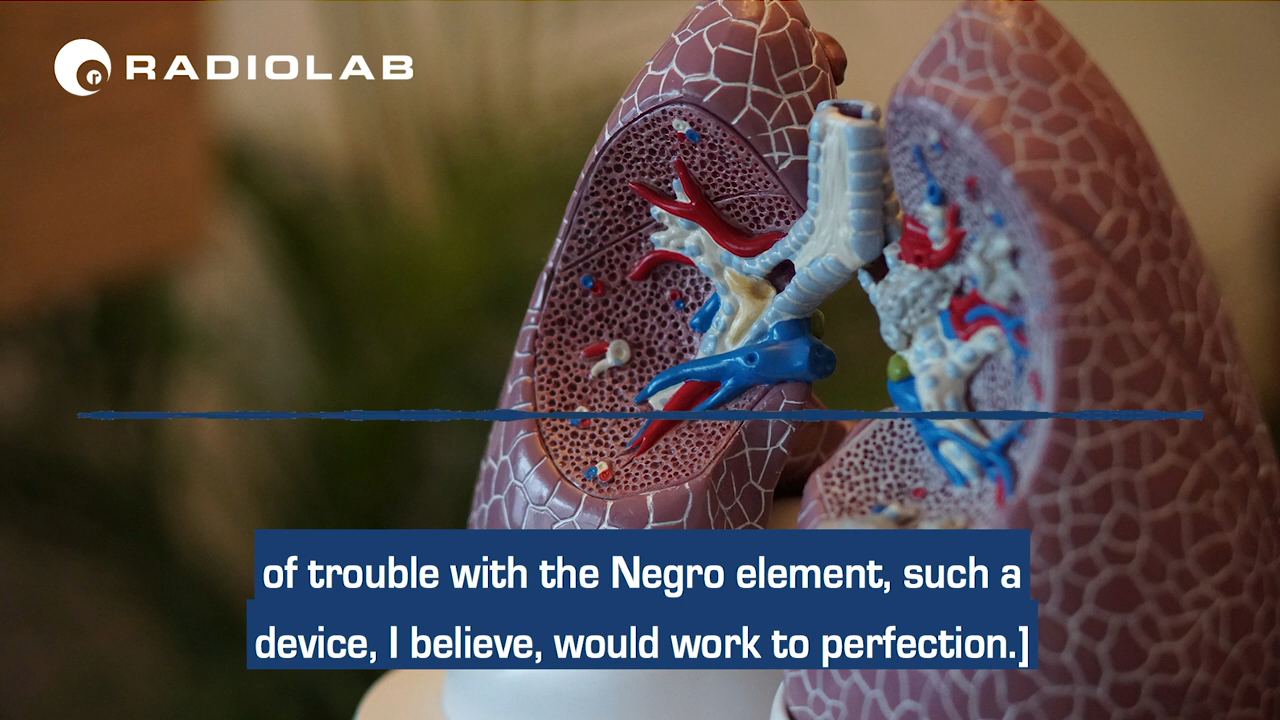 RADIOLAB
of trouble with the Negro element, such a
device, I believe, would work to perfection.]